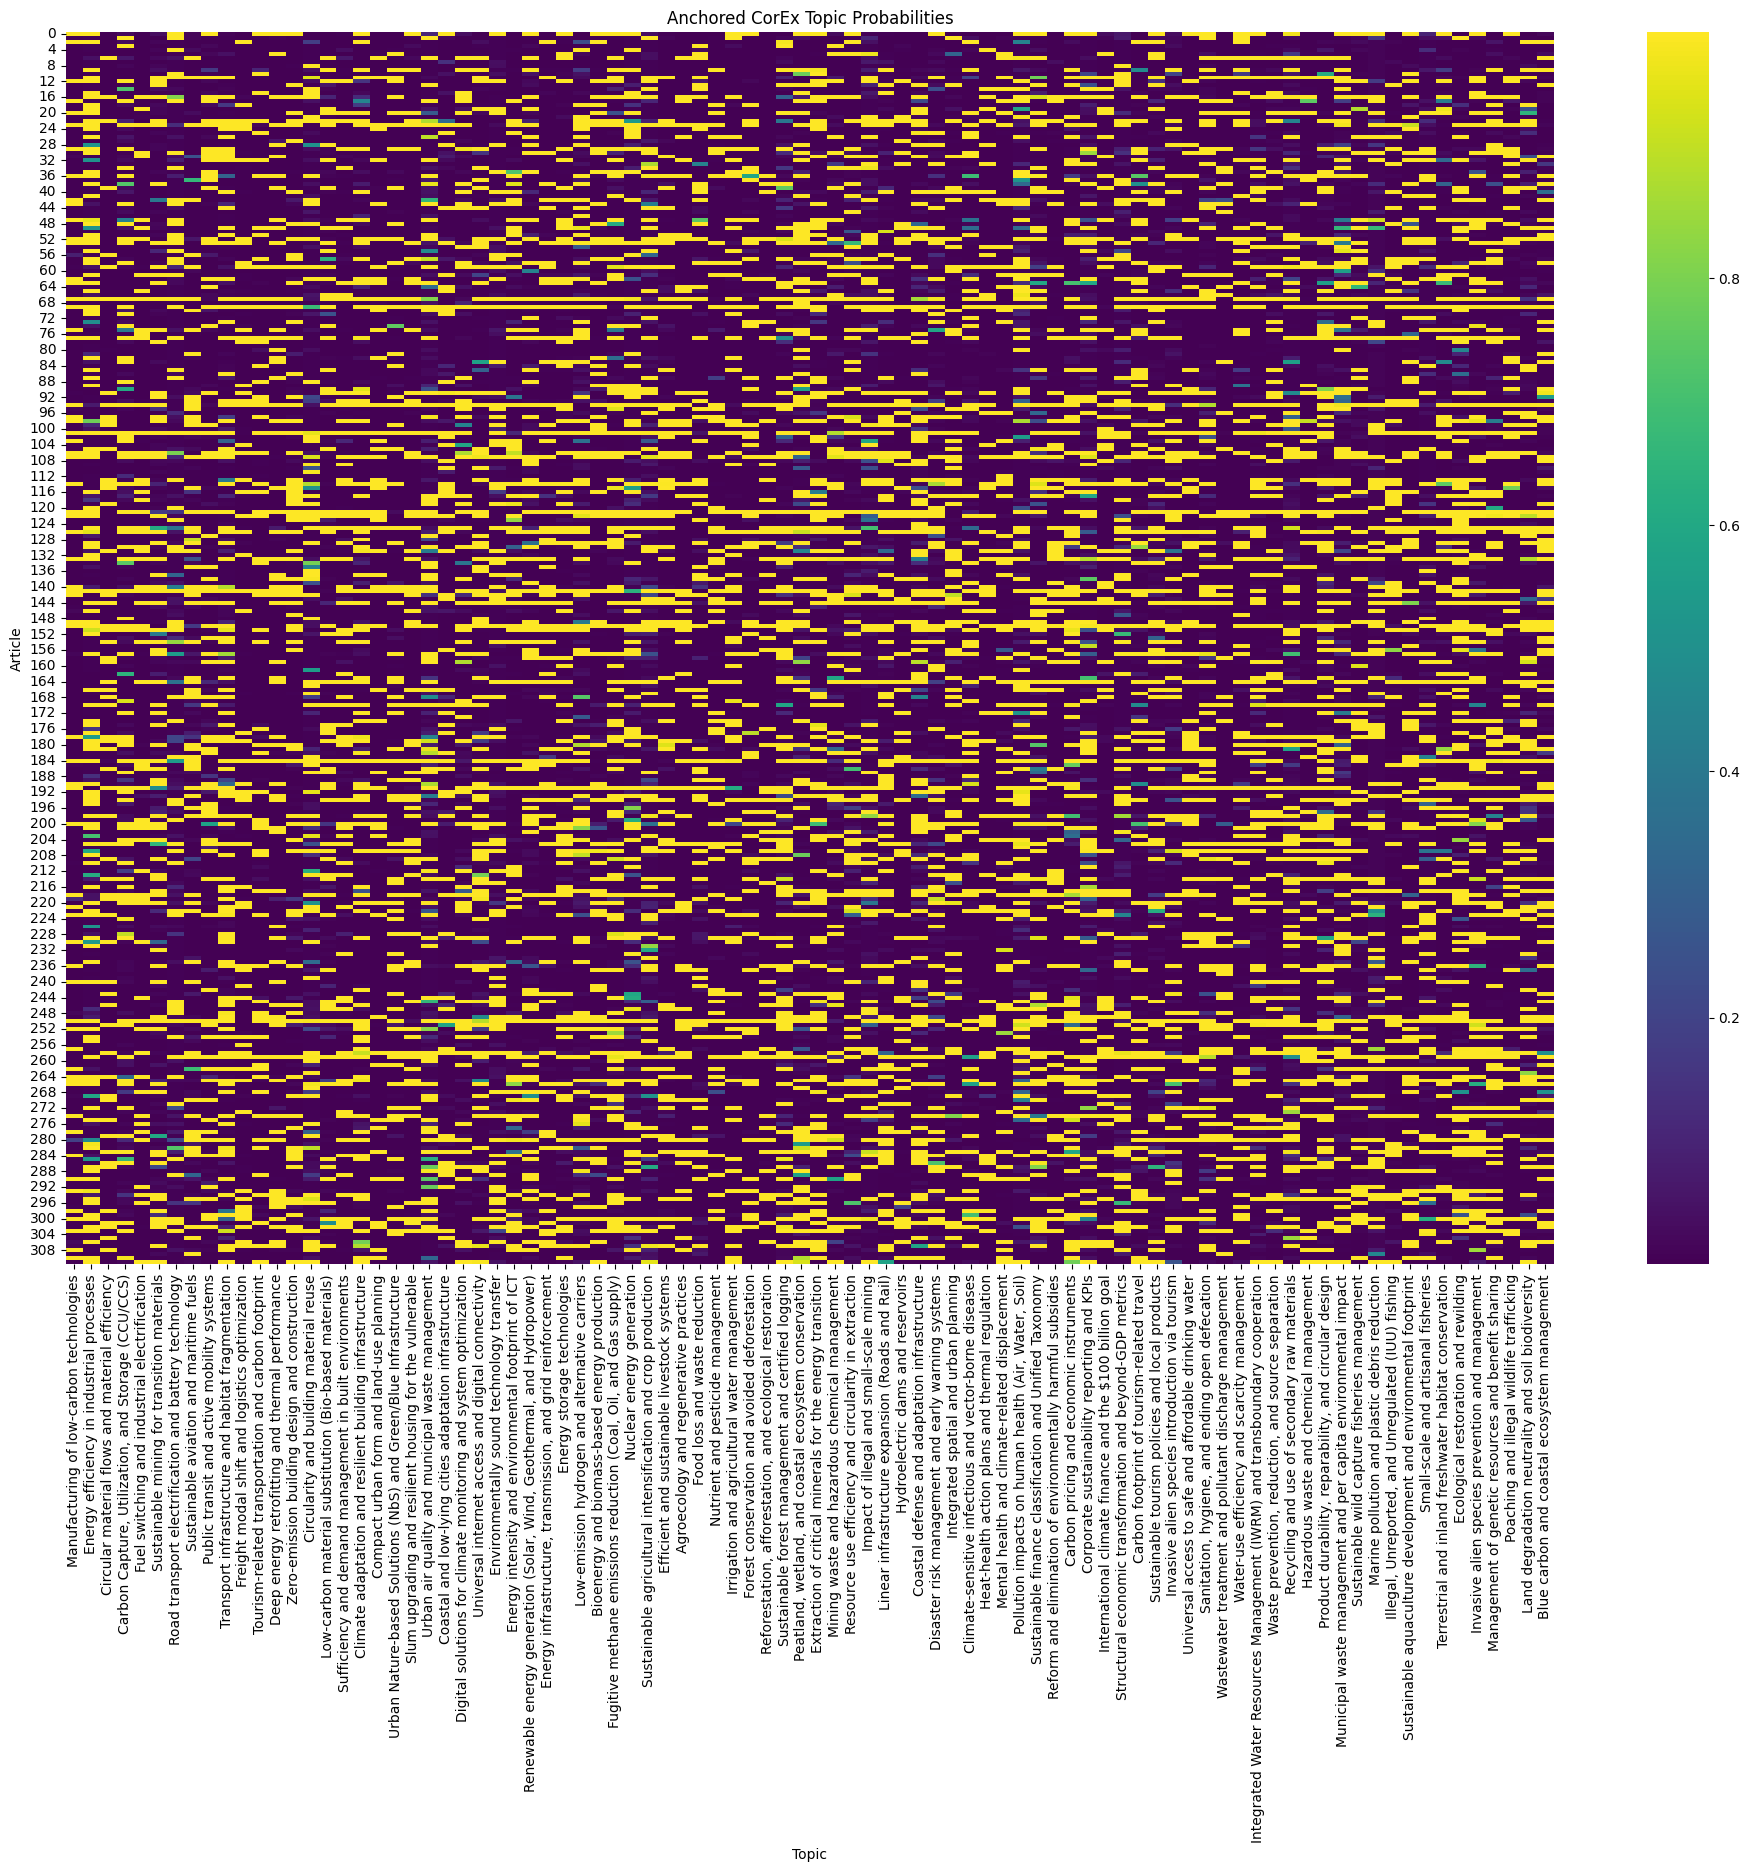 Anchored CorEx Topic Probabilities
Article
0
4
8
12
16
20
24
28
32
36
40
44
48
52
56
60
64
68
72
76
80
84
88
92
96
100
104
108
112
116
120
124
128
132
136
140
144
148
152
156
160
164
168
172
176
180
184
188
192
196
200
204
208
212
216
220
224
228
232
236
240
244
248
252
256
260
264
268
272
276
280
284
288
292
296
300
304
308
0.8
0.6
0.4
0.2
Manufacturing of low-carbon technologies
Energy efficiency in industrial processes
Circular material flows and material efficiency
Carbon Capture, Utilization, and Storage (CCU/CCS)
Fuel switching and industrial electrification
Sustainable mining for transition materials
Road transport electrification and battery technology
Sustainable aviation and maritime fuels
Public transit and active mobility systems
Transport infrastructure and habitat fragmentation
Freight modal shift and logistics optimization
Tourism-related transportation and carbon footprint
Deep energy retrofitting and thermal performance
Zero-emission building design and construction
Circularity and building material reuse
Low-carbon material substitution (Bio-based materials)
Sufficiency and demand management in built environments
Climate adaptation and resilient building infrastructure
Compact urban form and land-use planning
Urban Nature-based Solutions (NbS) and Green/Blue Infrastructure
Slum upgrading and resilient housing for the vulnerable
Urban air quality and municipal waste management
Coastal and low-lying cities adaptation infrastructure
Digital solutions for climate monitoring and system optimization
Universal internet access and digital connectivity
Environmentally sound technology transfer
Energy intensity and environmental footprint of ICT
Renewable energy generation (Solar, Wind, Geothermal, and Hydropower)
Energy infrastructure, transmission, and grid reinforcement
Energy storage technologies
Low-emission hydrogen and alternative carriers
Bioenergy and biomass-based energy production
Fugitive methane emissions reduction (Coal, Oil, and Gas supply)
Nuclear energy generation
Sustainable agricultural intensification and crop production
Efficient and sustainable livestock systems
Agroecology and regenerative practices
Food loss and waste reduction
Nutrient and pesticide management
Irrigation and agricultural water management
Forest conservation and avoided deforestation
Reforestation, afforestation, and ecological restoration
Sustainable forest management and certified logging
Peatland, wetland, and coastal ecosystem conservation
Extraction of critical minerals for the energy transition
Mining waste and hazardous chemical management
Resource use efficiency and circularity in extraction
Impact of illegal and small-scale mining
Linear infrastructure expansion (Roads and Rail)
Hydroelectric dams and reservoirs
Coastal defense and adaptation infrastructure
Disaster risk management and early warning systems
Integrated spatial and urban planning
Climate-sensitive infectious and vector-borne diseases
Heat-health action plans and thermal regulation
Mental health and climate-related displacement
Pollution impacts on human health (Air, Water, Soil)
Sustainable finance classification and Unified Taxonomy
Reform and elimination of environmentally harmful subsidies
Carbon pricing and economic instruments
Corporate sustainability reporting and KPIs
International climate finance and the $100 billion goal
Structural economic transformation and beyond-GDP metrics
Carbon footprint of tourism-related travel
Sustainable tourism policies and local products
Invasive alien species introduction via tourism
Universal access to safe and affordable drinking water
Sanitation, hygiene, and ending open defecation
Wastewater treatment and pollutant discharge management
Water-use efficiency and scarcity management
Integrated Water Resources Management (IWRM) and transboundary cooperation
Waste prevention, reduction, and source separation
Recycling and use of secondary raw materials
Hazardous waste and chemical management
Product durability, reparability, and circular design
Municipal waste management and per capita environmental impact
Sustainable wild capture fisheries management
Marine pollution and plastic debris reduction
Illegal, Unreported, and Unregulated (IUU) fishing
Sustainable aquaculture development and environmental footprint
Small-scale and artisanal fisheries
Terrestrial and inland freshwater habitat conservation
Ecological restoration and rewilding
Invasive alien species prevention and management
Management of genetic resources and benefit sharing
Poaching and illegal wildlife trafficking
Land degradation neutrality and soil biodiversity
Blue carbon and coastal ecosystem management
Topic